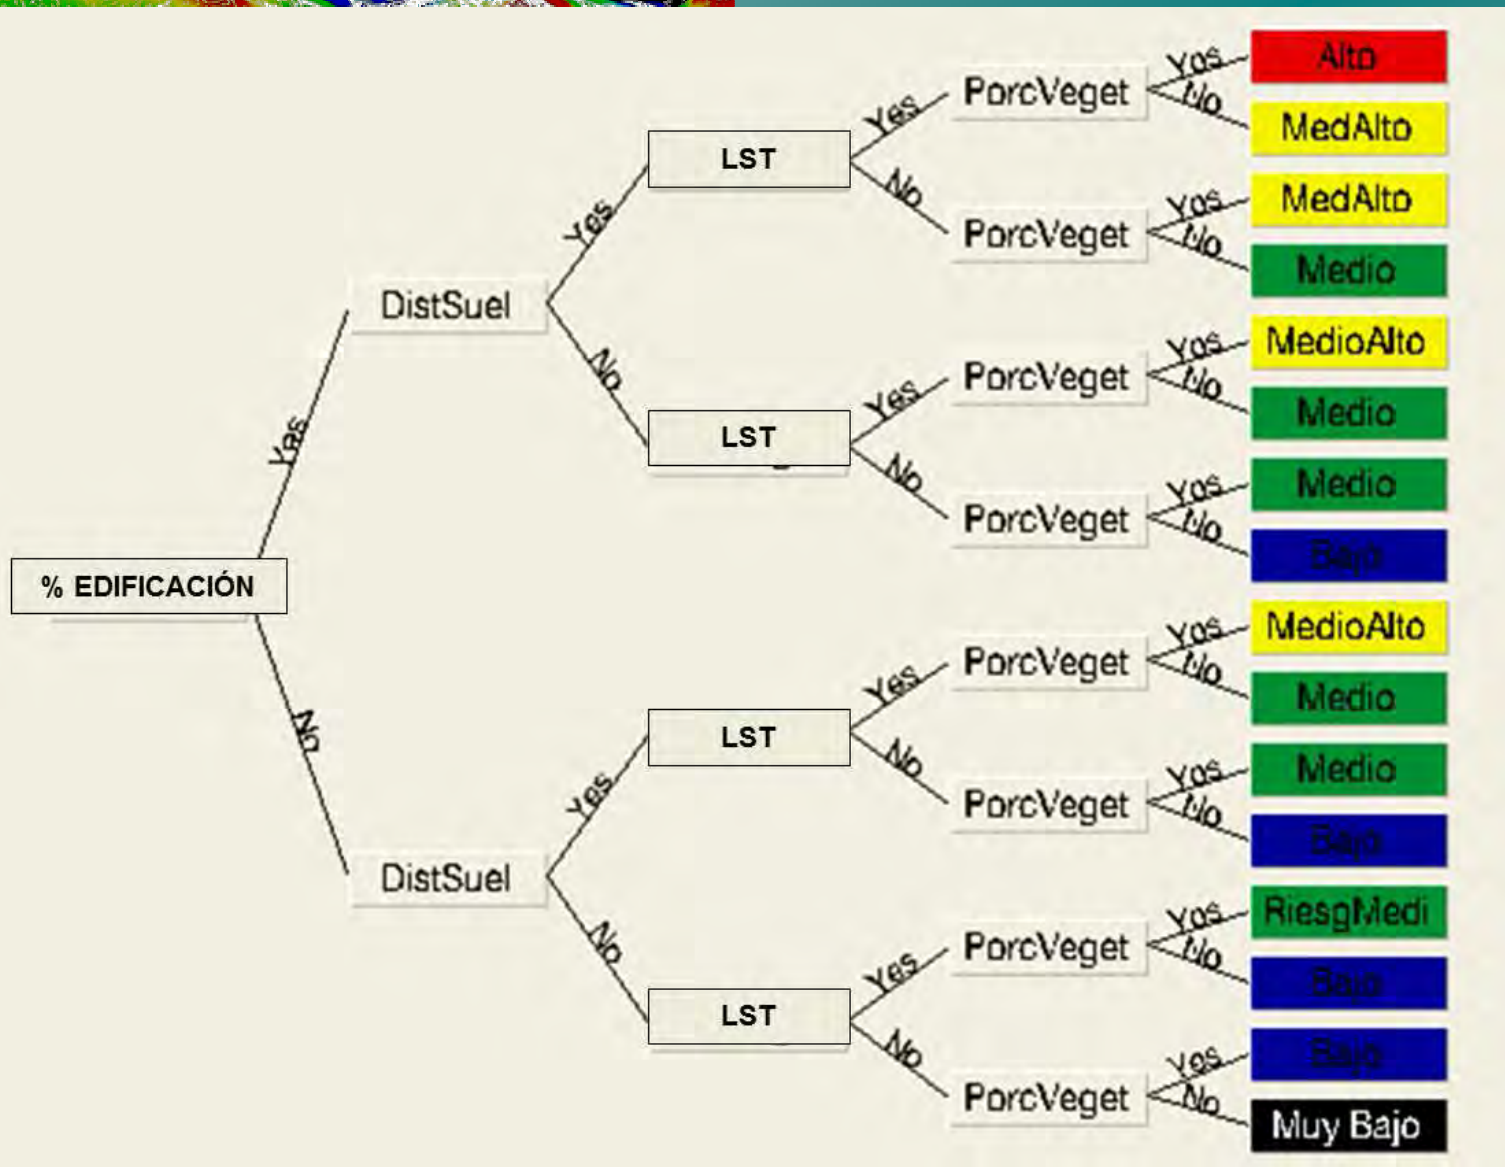 % EDIFICACIÓN
Yes
No
DistSuel
Yes
No
DistSuel
Yes
No
LST
Yes
No
LST
Yes
No
LST
Yes
No
LST
Yes
No
PorcVeget
Yes
No
PorcVeget
Yes
No
PorcVeget
Yes
No
PorcVeget
Yes
No
PorcVeget
Yes
No
PorcVeget
Yes
No
PorcVeget
Yes
No
PorcVeget
Yes
No
Alto
MedAlto
MedAlto
Medio
MedioAlto
Medio
Medio
Bajo
MedioAlto
Medio
Medio
Bajo
RiesgMedi
Bajo
Bajo
Muy Bajo